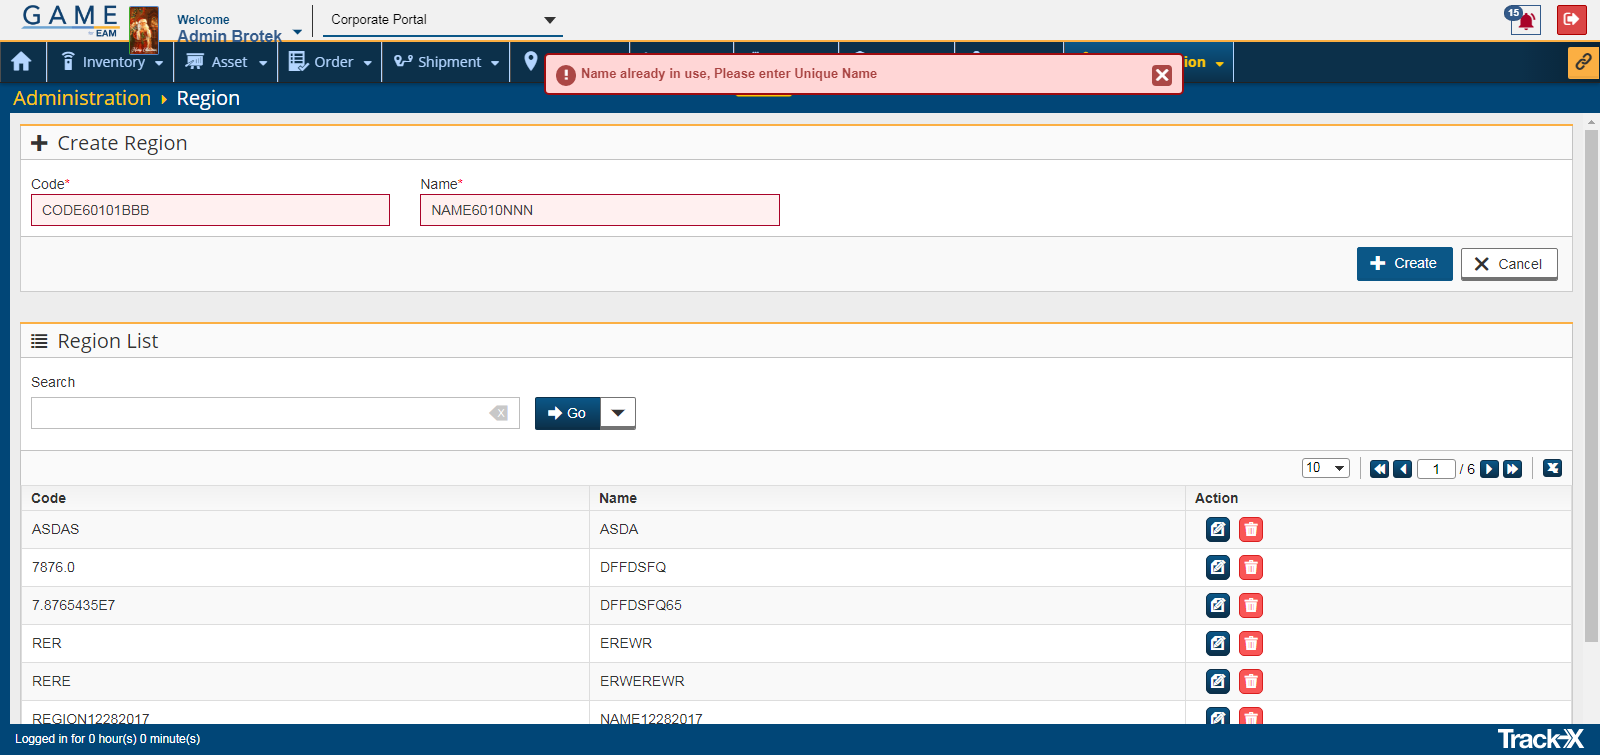 GAME
by EAM
Welcome
Admin Brotek
Corporate Portal
15
Inventory
Asset
Order
Shipment
ion
Name already in use, Please enter Unique Name
Administration Region
Create Region
Code* Name*
CODE60101BBB NAME6010NNN
Create Cancel
Region List
Search
Go
10 1 / 6
Code Name Action
ASDAS ASDA
7876.0 DFFDSFQ
7.8765435E7 DFFDSFQ65
RER EREWR
RERE ERWEREWR
REGION12282017 NAME12282017
Logged in for 0 hour(s) 0 minute(s)
Track-X